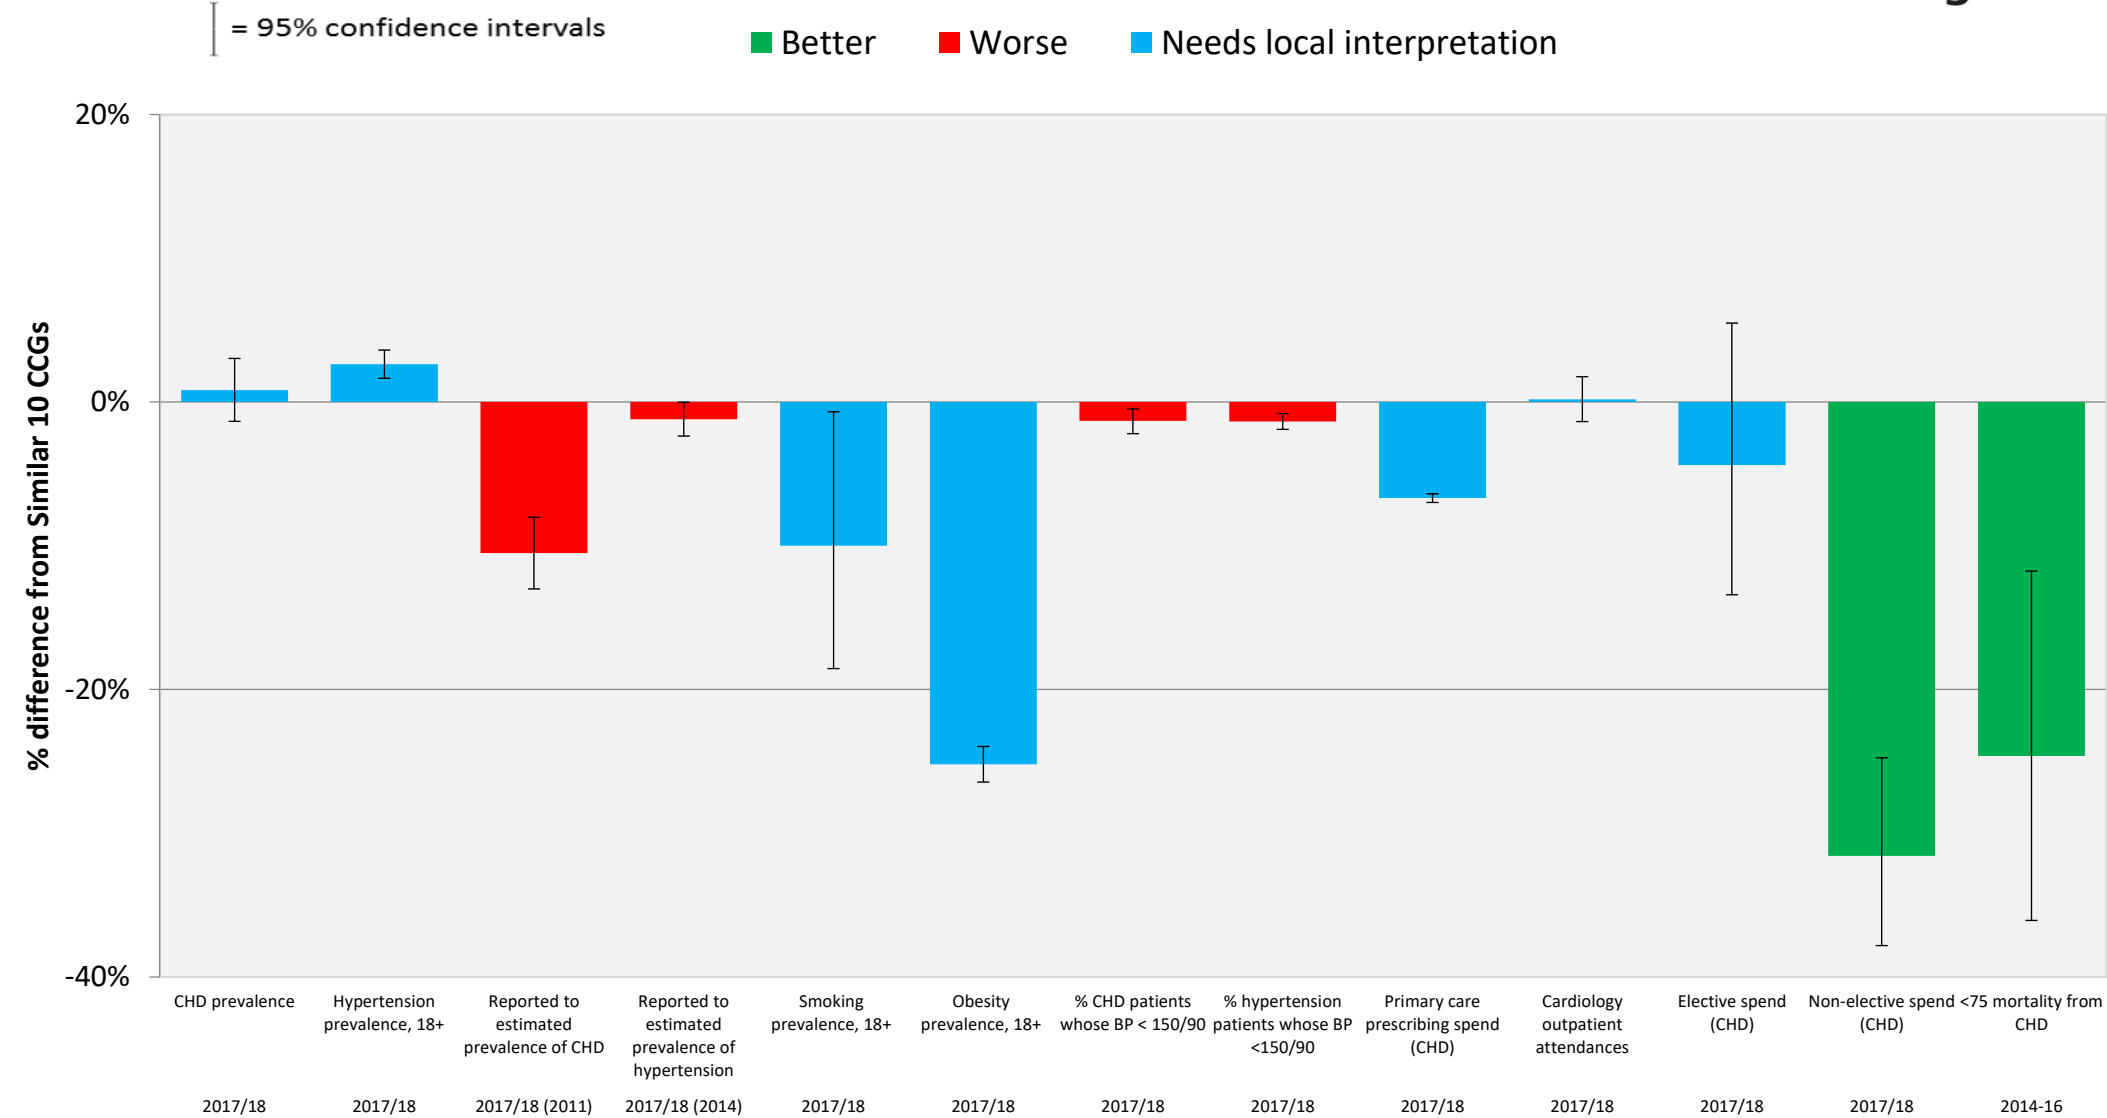 = 95% confidence intervals
Better Worse Needs local interpretation
20%
0%
-20%
-40%
% difference from Similar 10 CCGs
CHD prevalence
2017/18
Hypertension
prevalence, 18+
2017/18
Reported to
estimated
prevalence of CHD
2017/18 (2011)
Reported to
estimated
prevalence of
hypertension
2017/18 (2014)
Smoking
prevalence, 18+
2017/18
Obesity
prevalence, 18+
2017/18
% CHD patients
whose BP < 150/90
2017/18
% hypertension
patients whose BP
<150/90
2017/18
Primary care
prescribing spend
(CHD)
2017/18
Cardiology
outpatient
attendances
2017/18
Elective spend
(CHD)
2017/18
Non-elective spend
(CHD)
2017/18
<75 mortality from
CHD
2014-16